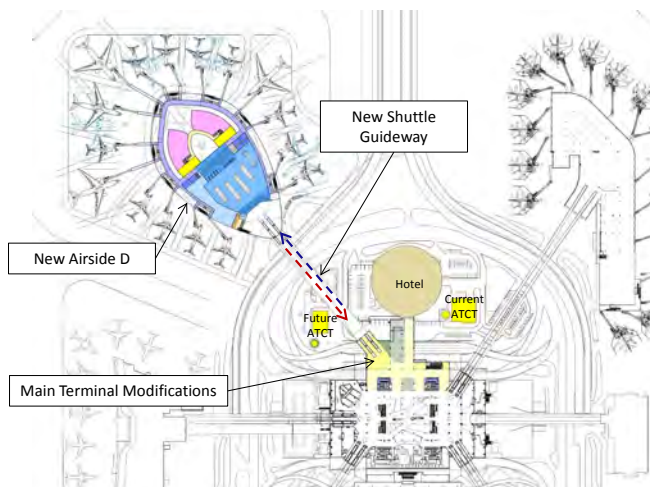 New Shuttle
Guideway
New Airside D
Hotel
Current
ATCT
Future
ATCT
Main Terminal Modifications